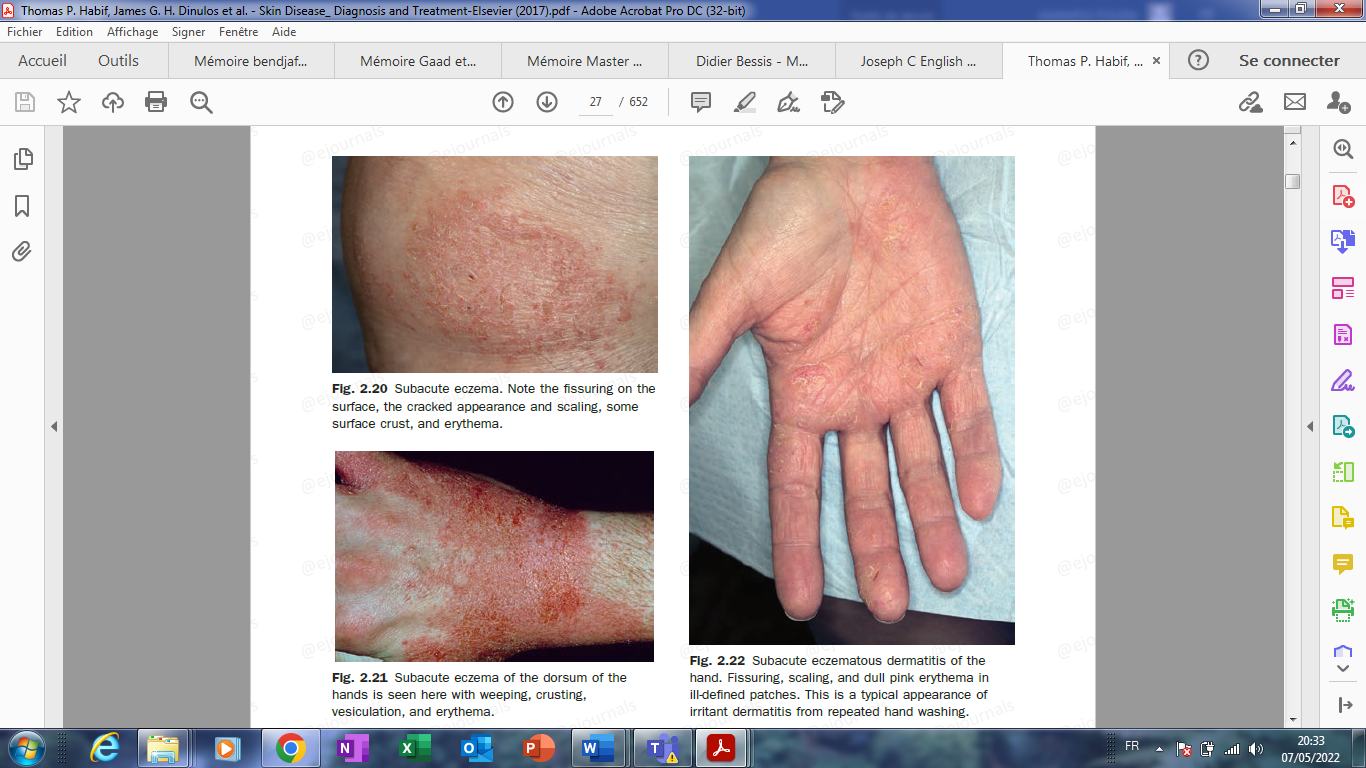 Thomas P. Habif, James G. H. Dinulos et al. - Skin Disease_ Diagnosis and Treatment-Elsevier (2017).pdf - Adobe Acrobat Pro DC (32-bit)
Fichier Edition Affichage Signer Fenêtre Aide
Accueil Outils Mémoire bendjaf... Mémoire Gaad et... Mémoire Master ... Didier Bessis - M... Joseph C English ... Thomas P. Habif, ... × ? Se connecter
27 / 652
@ejournals
@ejournals
@ejournals
Fig. 2.20 Subacute eczema. Note the fissuring on the
surface, the cracked appearance and scaling, some
surface crust, and erythema.
Fig. 2.21 Subacute eczema of the dorsum of the
hands is seen here with weeping, crusting,
vesiculation, and erythema.
Fig. 2.22 Subacute eczematous dermatitis of the
hand. Fissuring, scaling, and dull pink erythema in
ill-defined patches. This is a typical appearance of
irritant dermatitis from repeated hand washing.
FR 20:33
07/05/2022